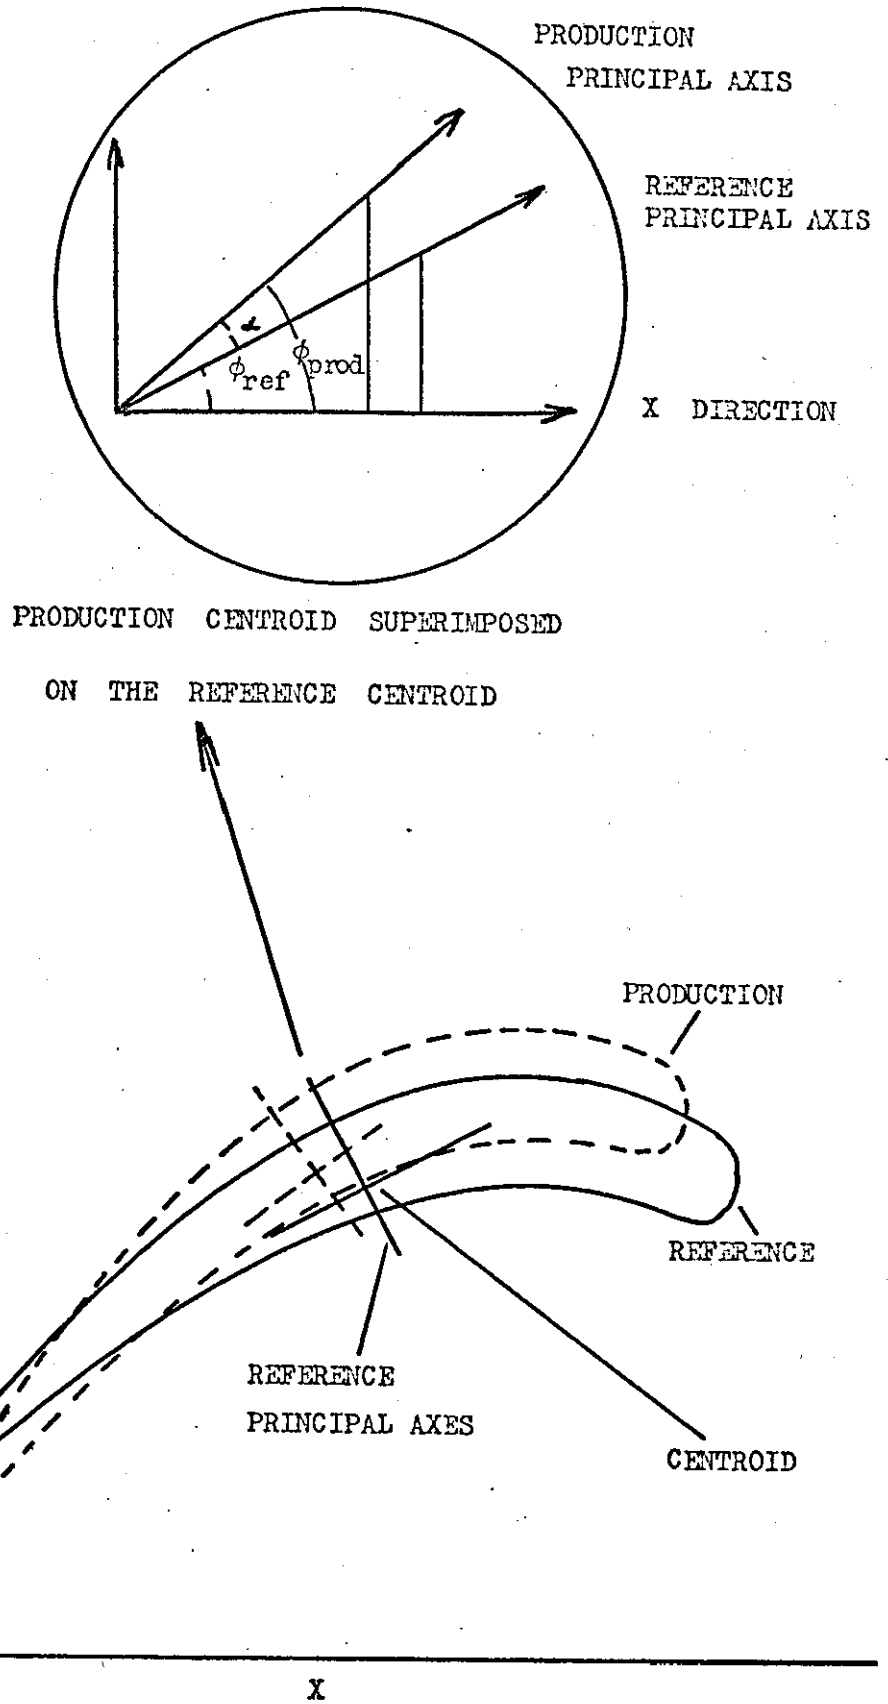 PRODUCTION
PRINCIPAL AXIS
REFERENCE
PRINCIPAL AXIS
α
ϕref
ϕprod
X DIRECTION
PRODUCTION CENTROID SUPERIMPOSED
ON THE REFERENCE CENTROID
PRODUCTION
REFERENCE
REFERENCE
PRINCIPAL AXES
CENTROID
X